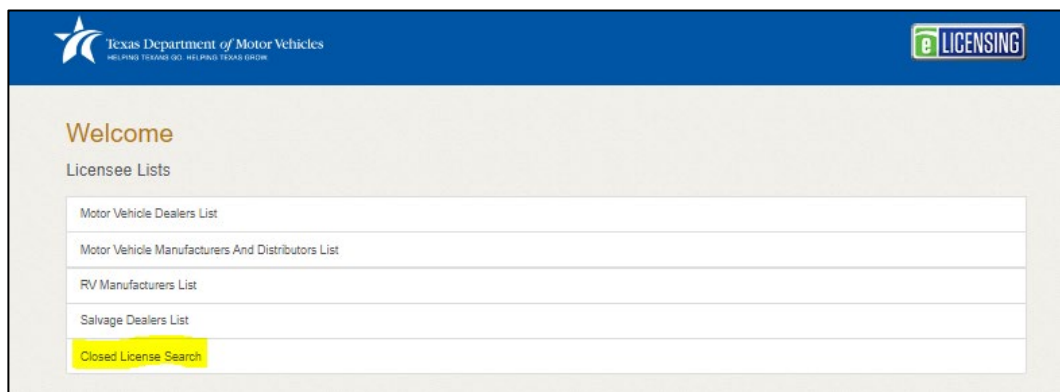 Texas Department of Motor Vehicles
HELPING TEXANS GO. HELPING TEXAS GROW.
e LICENSING
Welcome
Licensee Lists
Motor Vehicle Dealers List
Motor Vehicle Manufacturers And Distributors List
RV Manufacturers List
Salvage Dealers List
Closed License Search